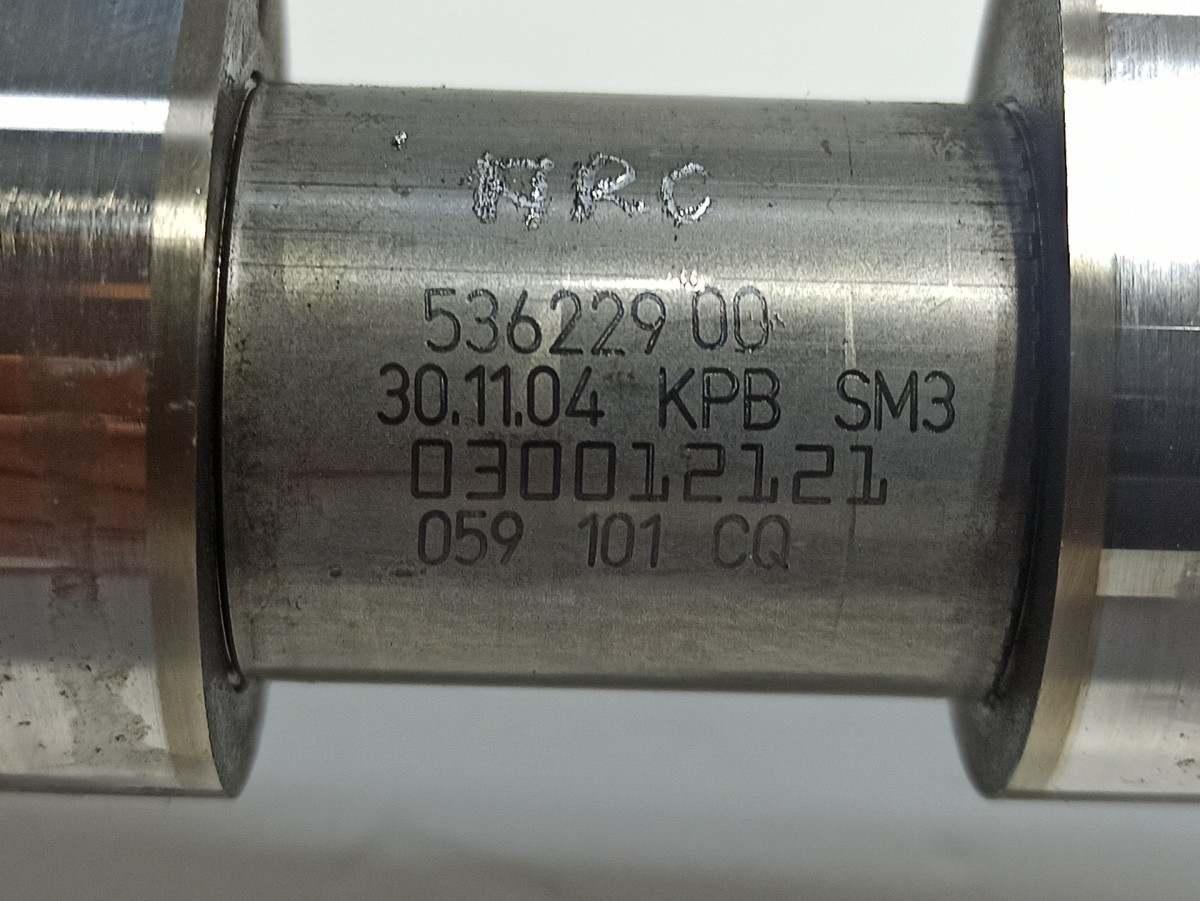 ARC
536229 00
30.11.04 KPB SM3
030012121
059 101 CQ